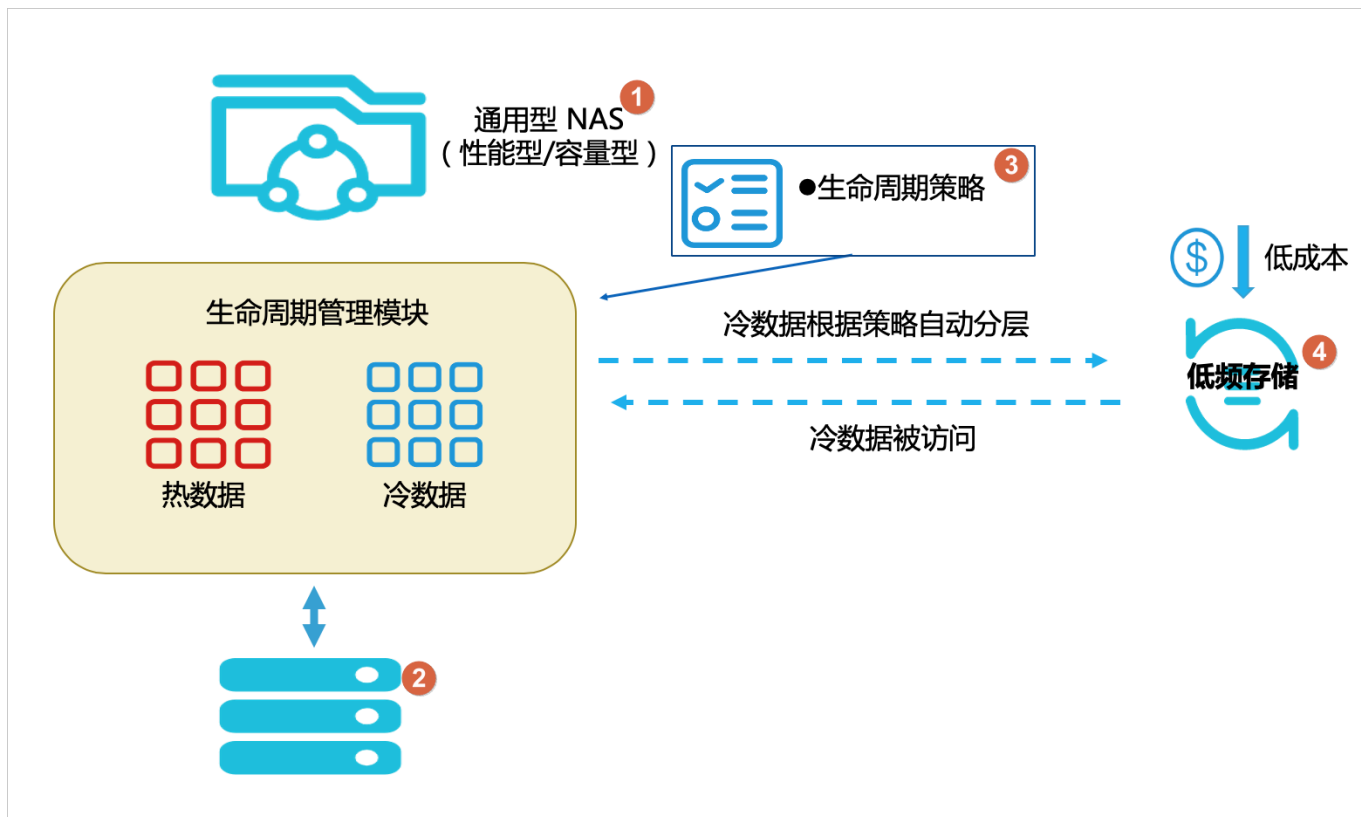 通用型 NAS
1
（性能型/容量型）
3
●生命周期策略
$
低成本
生命周期管理模块
冷数据根据策略自动分层
4
低频存储
冷数据被访问
热数据
冷数据
2